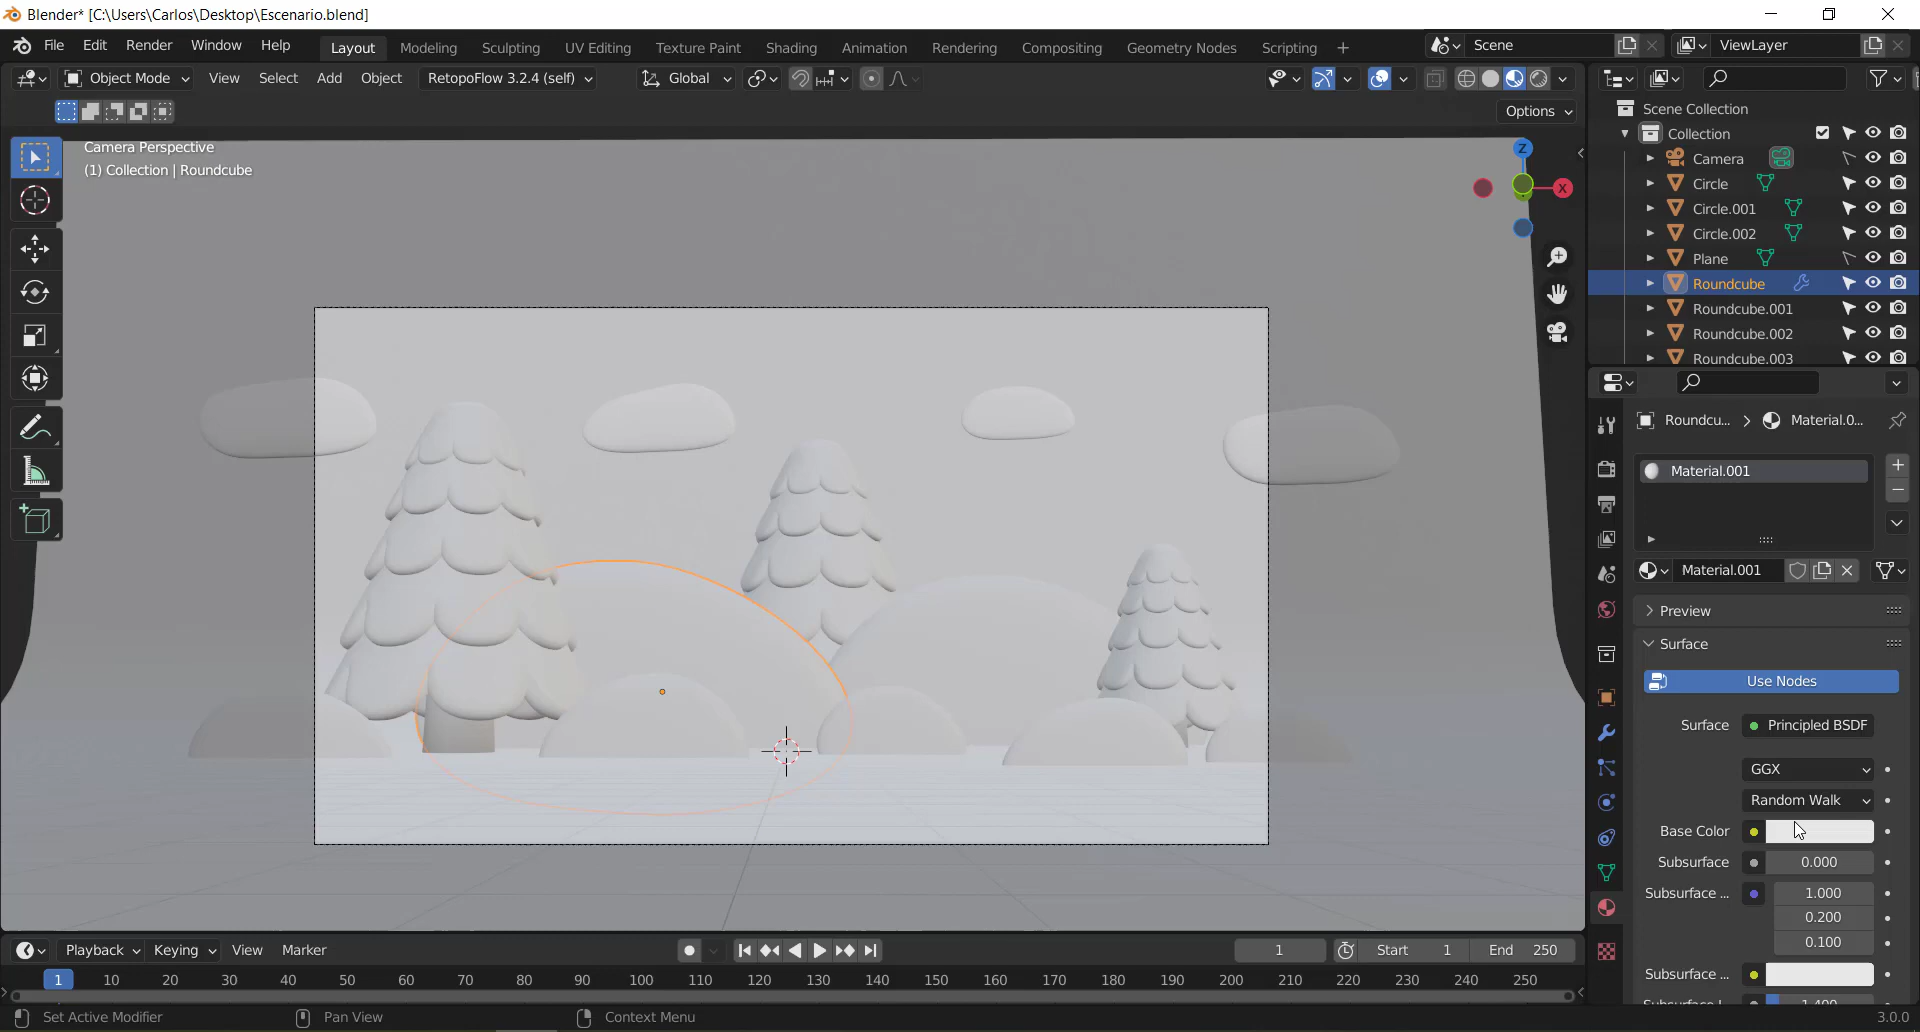 Blender* [C:\Users\Carlos\Desktop\Escenario.blend]
File Edit Render Window Help Layout Modeling Sculpting UV Editing Texture Paint Shading Animation Rendering Compositing Geometry Nodes Scripting + Scene ViewLayer
Object Mode View Select Add Object RetopoFlow 3.2.4 (self) Global
Options
Camera Perspective
(1) Collection | Roundcube
Z
X
Scene Collection
Collection
Camera
Circle
Circle.001
Circle.002
Plane
Roundcube
Roundcube.001
Roundcube.002
Roundcube.003
Roundcu... > Material.0...
Material.001
Material.001
Preview
Surface
Use Nodes
Surface Principled BSDF
GGX
Random Walk
Base Color
Subsurface 0.000
Subsurface ... 1.000
0.200
0.100
Subsurface ...
Subsurface I 1.400
Playback Keying View Marker 1 Start 1 End 250
1 10 20 30 40 50 60 70 80 90 100 110 120 130 140 150 160 170 180 190 200 210 220 230 240 250
Set Active Modifier Pan View Context Menu 3.0.0